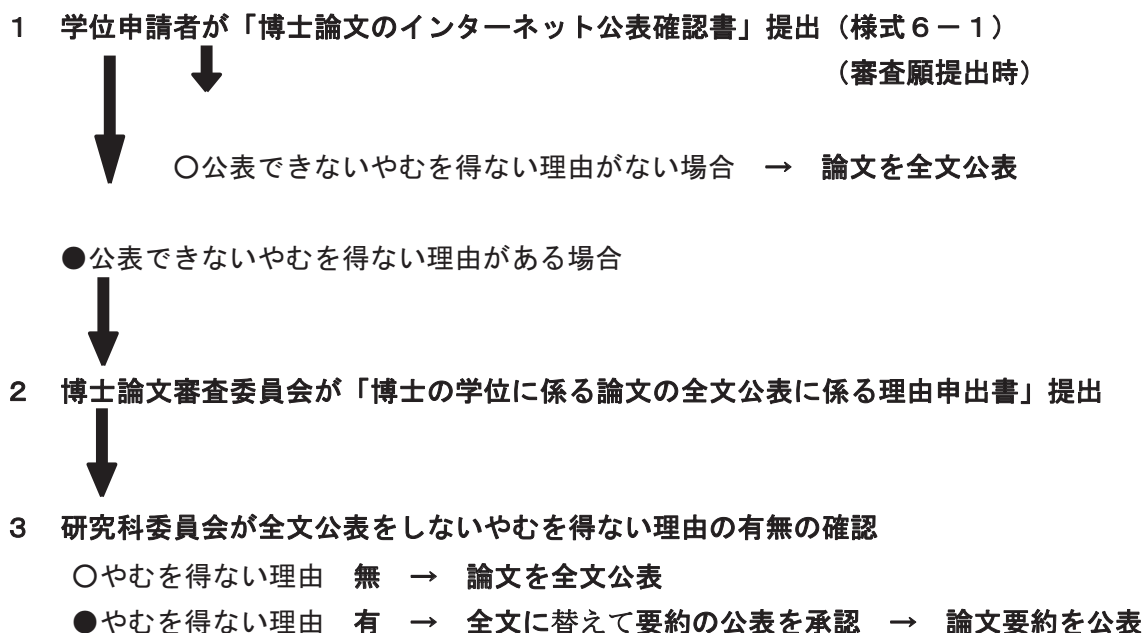 １　学位申請者が「博士論文のインターネット公表確認書」提出（様式６－１）
（審査願提出時）
〇公表できないやむを得ない理由がない場合　→　論文を全文公表
●公表できないやむを得ない理由がある場合
２　博士論文審査委員会が「博士の学位に係る論文の全文公表に係る理由申出書」提出
３　研究科委員会が全文公表をしないやむを得ない理由の有無の確認
〇やむを得ない理由　無　→　論文を全文公表
●やむを得ない理由　有　→　全文に替えて要約の公表を承認　→　論文要約を公表